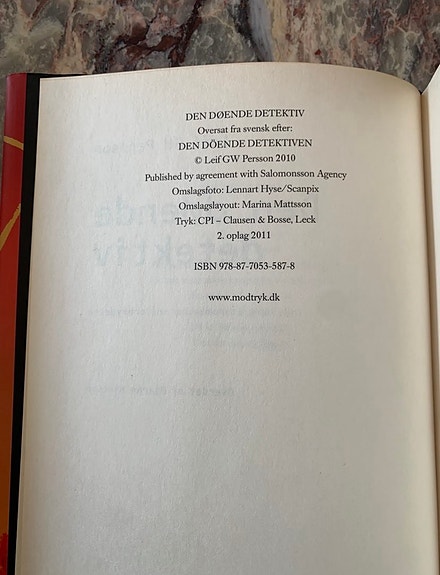 DEN DØENDE DETEKTIV
Oversat fra svensk efter:
DEN DÖENDE DETEKTIVEN
© Leif GW Persson 2010
Published by agreement with Salomonsson Agency
Omslagsfoto: Lennart Hyse/Scanpix
Omslagslayout: Marina Mattsson
Tryk: CPI – Clausen & Bosse, Leck
2. oplag 2011
ISBN 978-87-7053-587-8
www.modtryk.dk